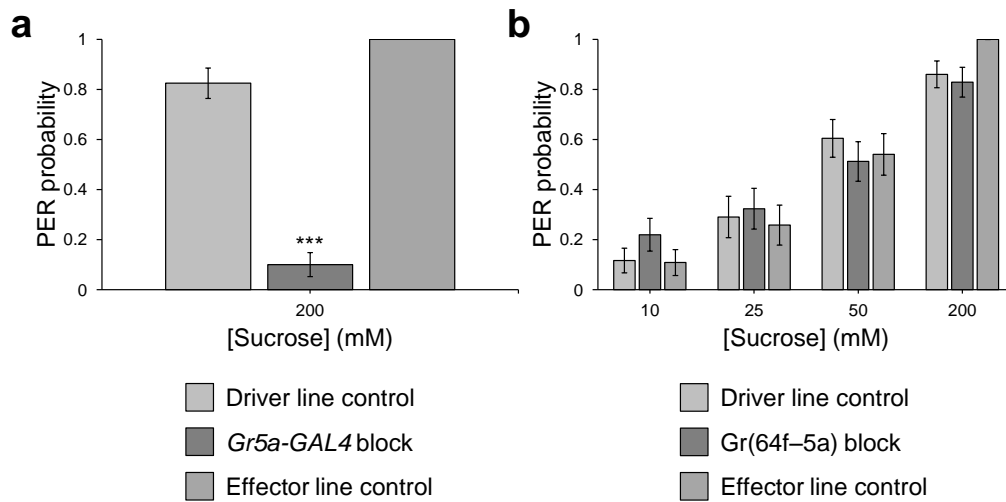 a
PER probability
1
0.8
0.6
0.4
0.2
0
***
200
[Sucrose] (mM)
Driver line control
Gr5a-GAL4 block
Effector line control
b
PER probability
1
0.8
0.6
0.4
0.2
0
10 25 50 200
[Sucrose] (mM)
Driver line control
Gr(64f–5a) block
Effector line control